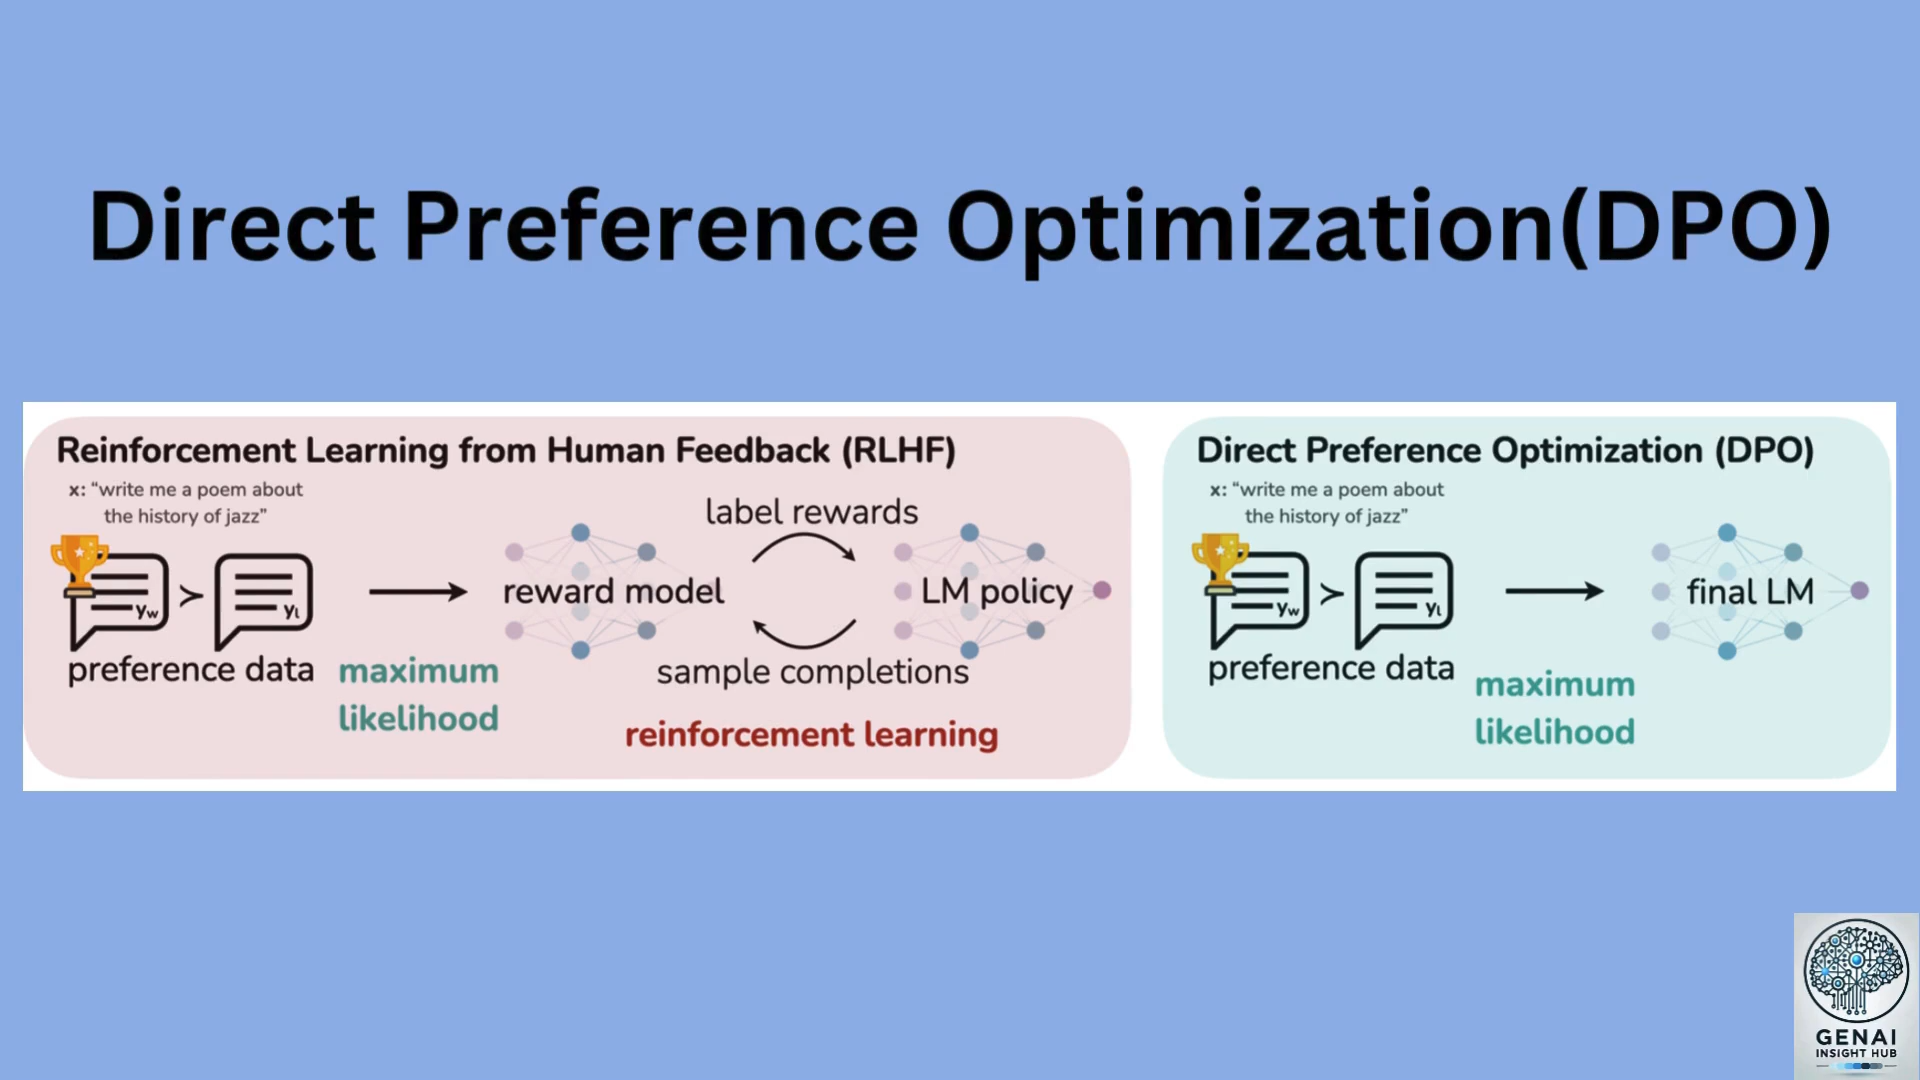 Direct Preference Optimization(DPO)
Reinforcement Learning from Human Feedback (RLHF)
x: “write me a poem about
the history of jazz”
label rewards
yw
≻
yl
reward model
LM policy
preference data
maximum
likelihood
sample completions
reinforcement learning
Direct Preference Optimization (DPO)
x: “write me a poem about
the history of jazz”
yw
≻
yl
final LM
preference data
maximum
likelihood
GENAI
INSIGHT HUB